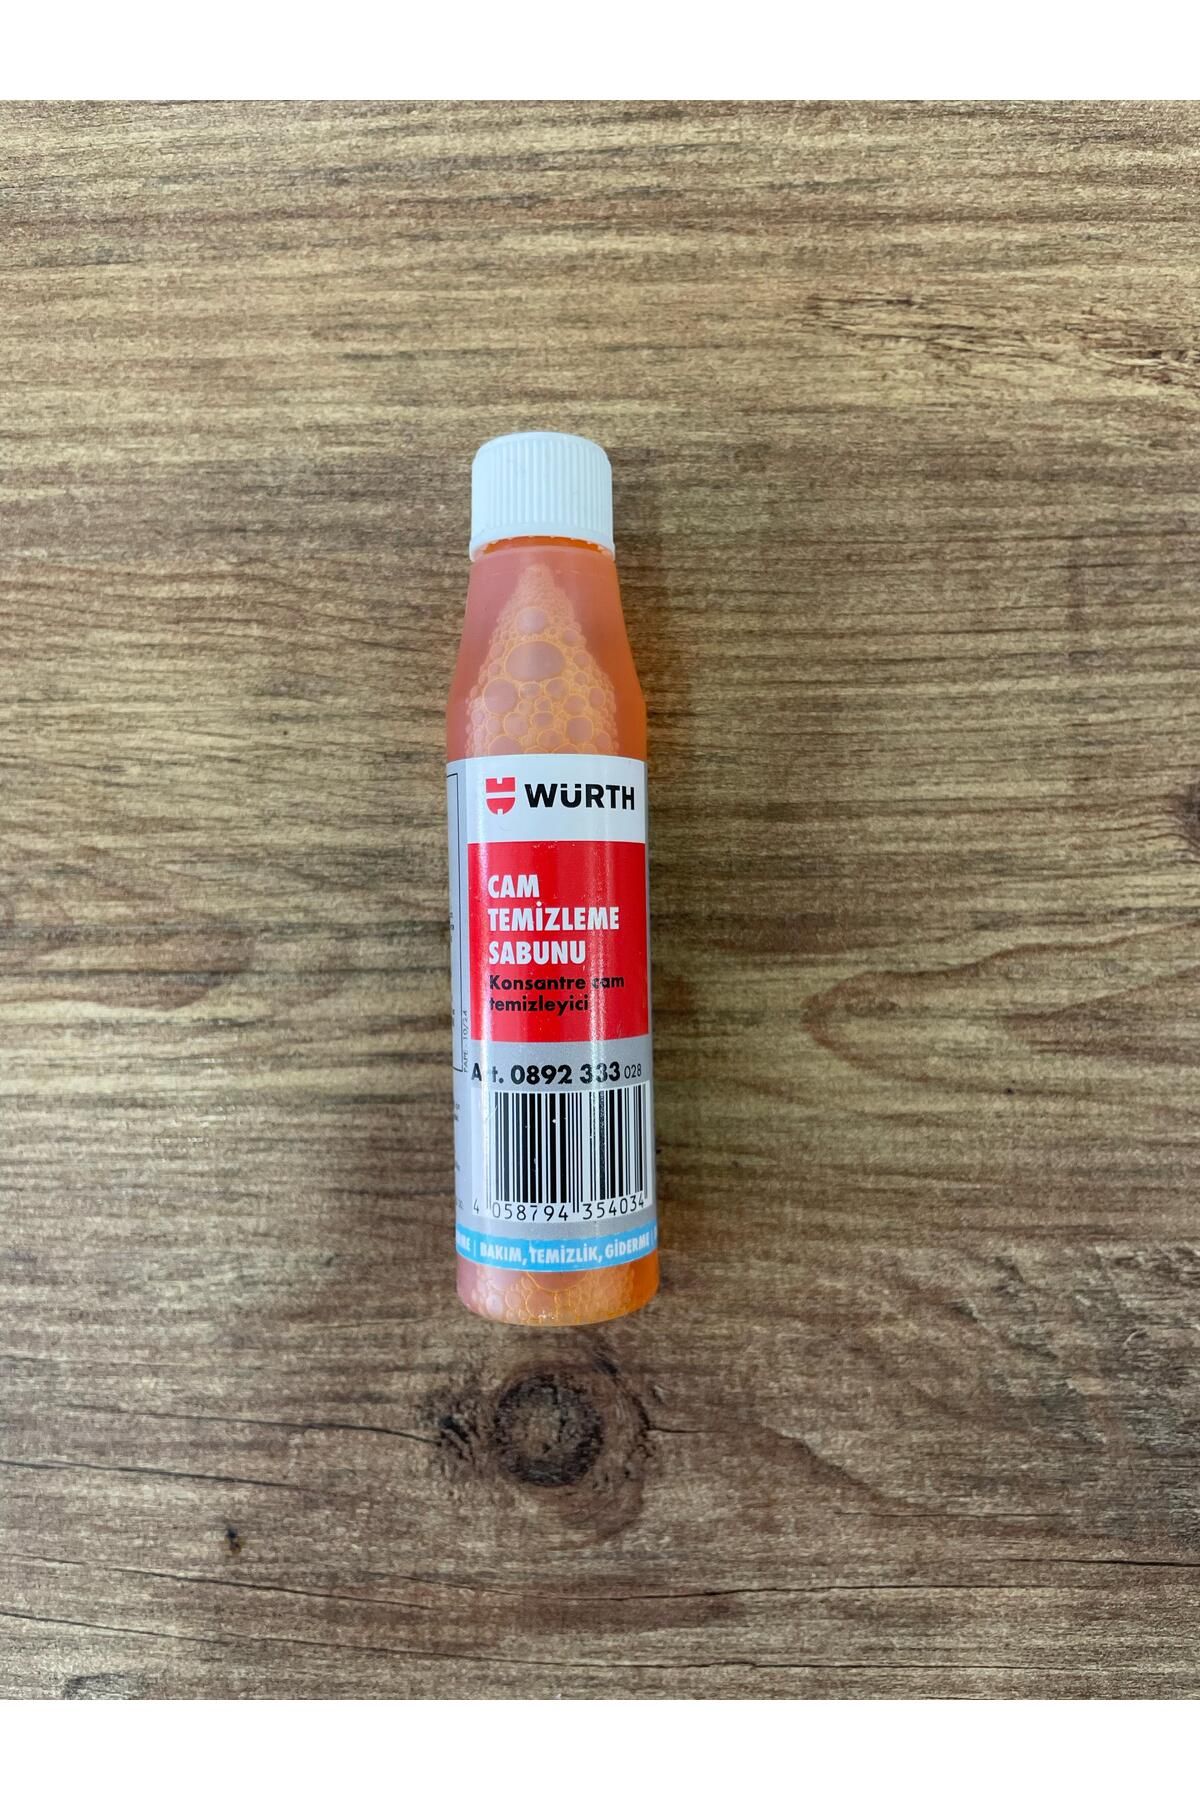 WÜRTH
CAM
TEMİZLEME
SABUNU
Konsantre cam
temizleyici
Art. 0892 333 028
4 058794 354034
BAKIM, TEMİZLİK, GİDERME